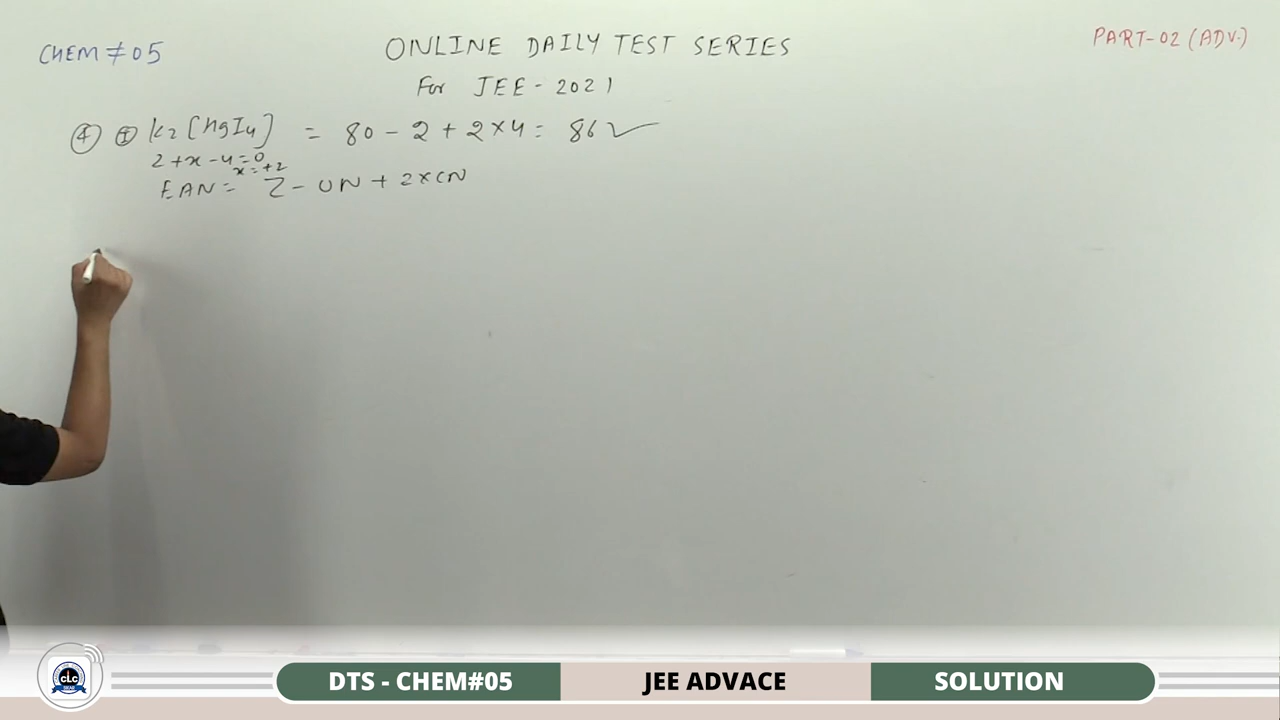 CHEM ≠ 05
ONLINE DAILY TEST SERIES
PART-02 (ADV.)
For JEE - 2021
④ ① K2[HgI4] = 80 - 2 + 2×4 = 86 ✓
2+x-4=0
x=+2
EAN = Z - ON + 2×CN
CLC
DTS - CHEM#05
JEE ADVACE
SOLUTION